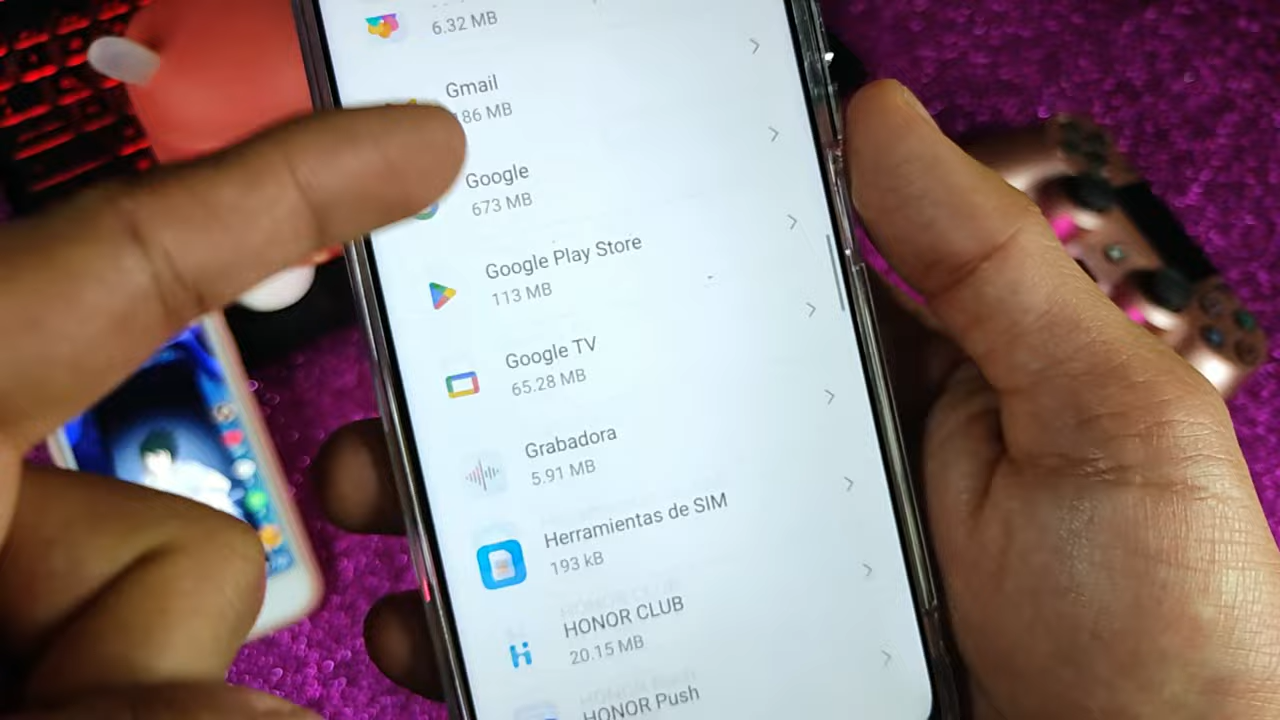 6.32 MB
Gmail
186 MB
Google
673 MB
Google Play Store
113 MB
Google TV
65.28 MB
Grabadora
5.91 MB
Herramientas de SIM
193 kB
HONOR CLUB
20.15 MB
HONOR Push